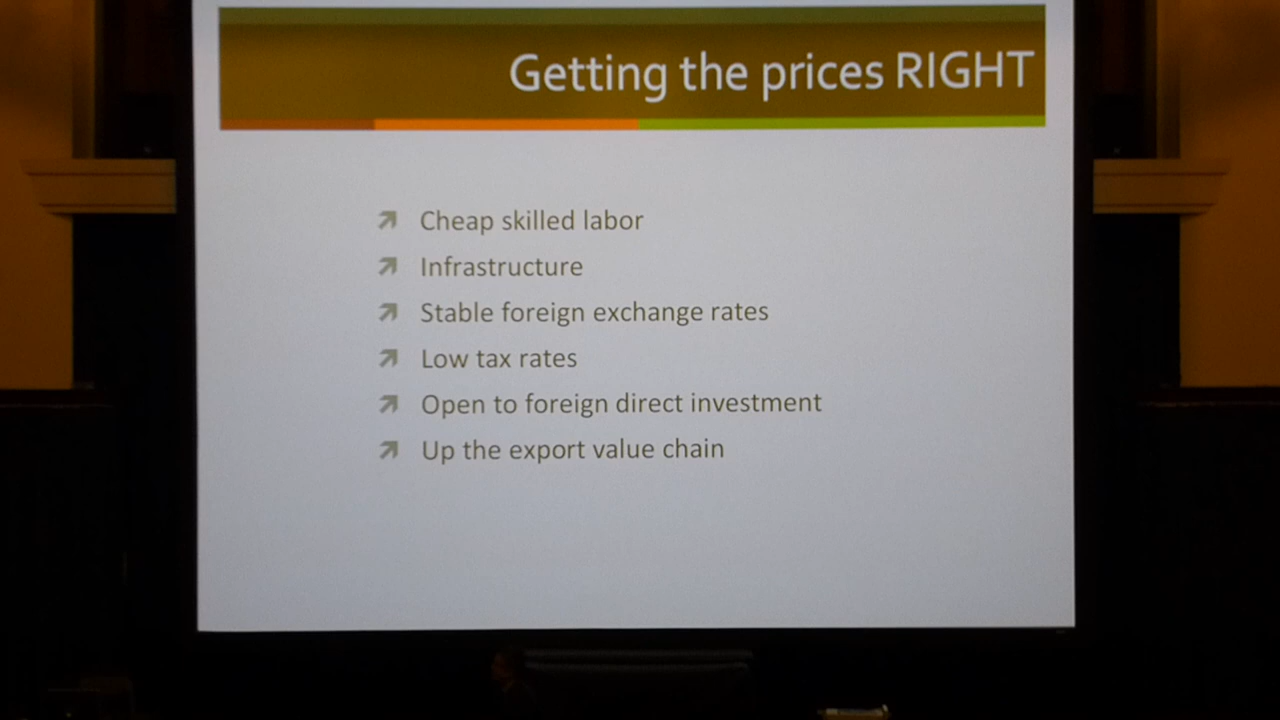 Getting the prices RIGHT
Cheap skilled labor
Infrastructure
Stable foreign exchange rates
Low tax rates
Open to foreign direct investment
Up the export value chain